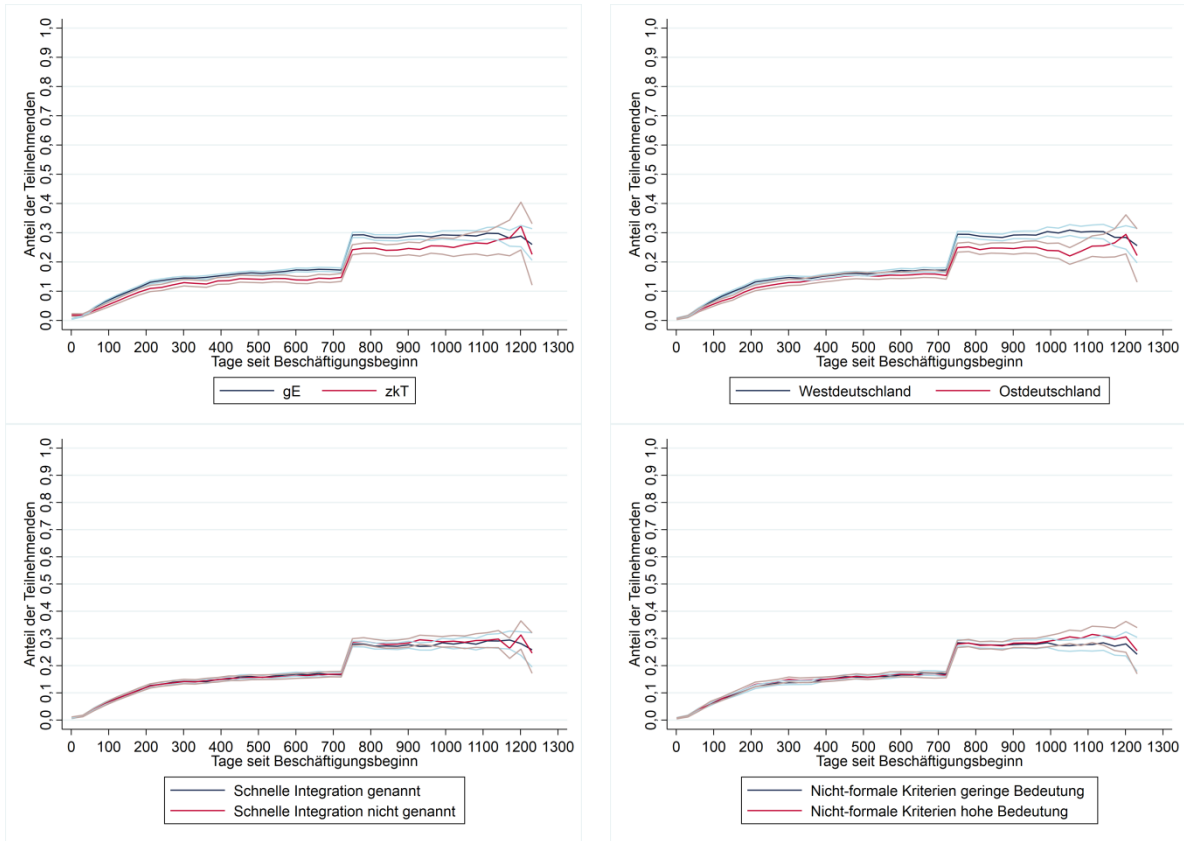 Anteil der Teilnehmenden
1,0
0,9
0,8
0,7
0,6
0,5
0,4
0,3
0,2
0,1
0,0
0 100 200 300 400 500 600 700 800 900 1000 1100 1200 1300
Tage seit Beschäftigungsbeginn
gE zkT
Anteil der Teilnehmenden
1,0
0,9
0,8
0,7
0,6
0,5
0,4
0,3
0,2
0,1
0,0
0 100 200 300 400 500 600 700 800 900 1000 1100 1200 1300
Tage seit Beschäftigungsbeginn
Westdeutschland Ostdeutschland
Anteil der Teilnehmenden
1,0
0,9
0,8
0,7
0,6
0,5
0,4
0,3
0,2
0,1
0,0
0 100 200 300 400 500 600 700 800 900 1000 1100 1200 1300
Tage seit Beschäftigungsbeginn
Schnelle Integration genannt
Schnelle Integration nicht genannt
Anteil der Teilnehmenden
1,0
0,9
0,8
0,7
0,6
0,5
0,4
0,3
0,2
0,1
0,0
0 100 200 300 400 500 600 700 800 900 1000 1100 1200 1300
Tage seit Beschäftigungsbeginn
Nicht-formale Kriterien geringe Bedeutung
Nicht-formale Kriterien hohe Bedeutung